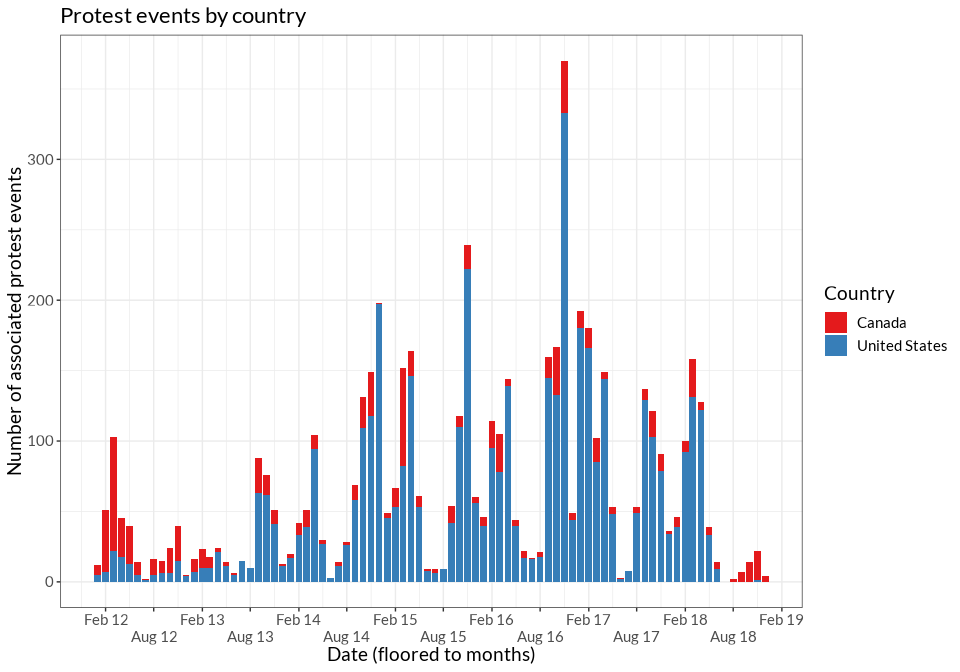 Protest events by country
Number of associated protest events
300
200
100
0
Feb 12 Feb 13 Feb 14 Feb 15 Feb 16 Feb 17 Feb 18 Feb 19
Aug 12 Aug 13 Aug 14 Aug 15 Aug 16 Aug 17 Aug 18
Date (floored to months)
Country
Canada
United States